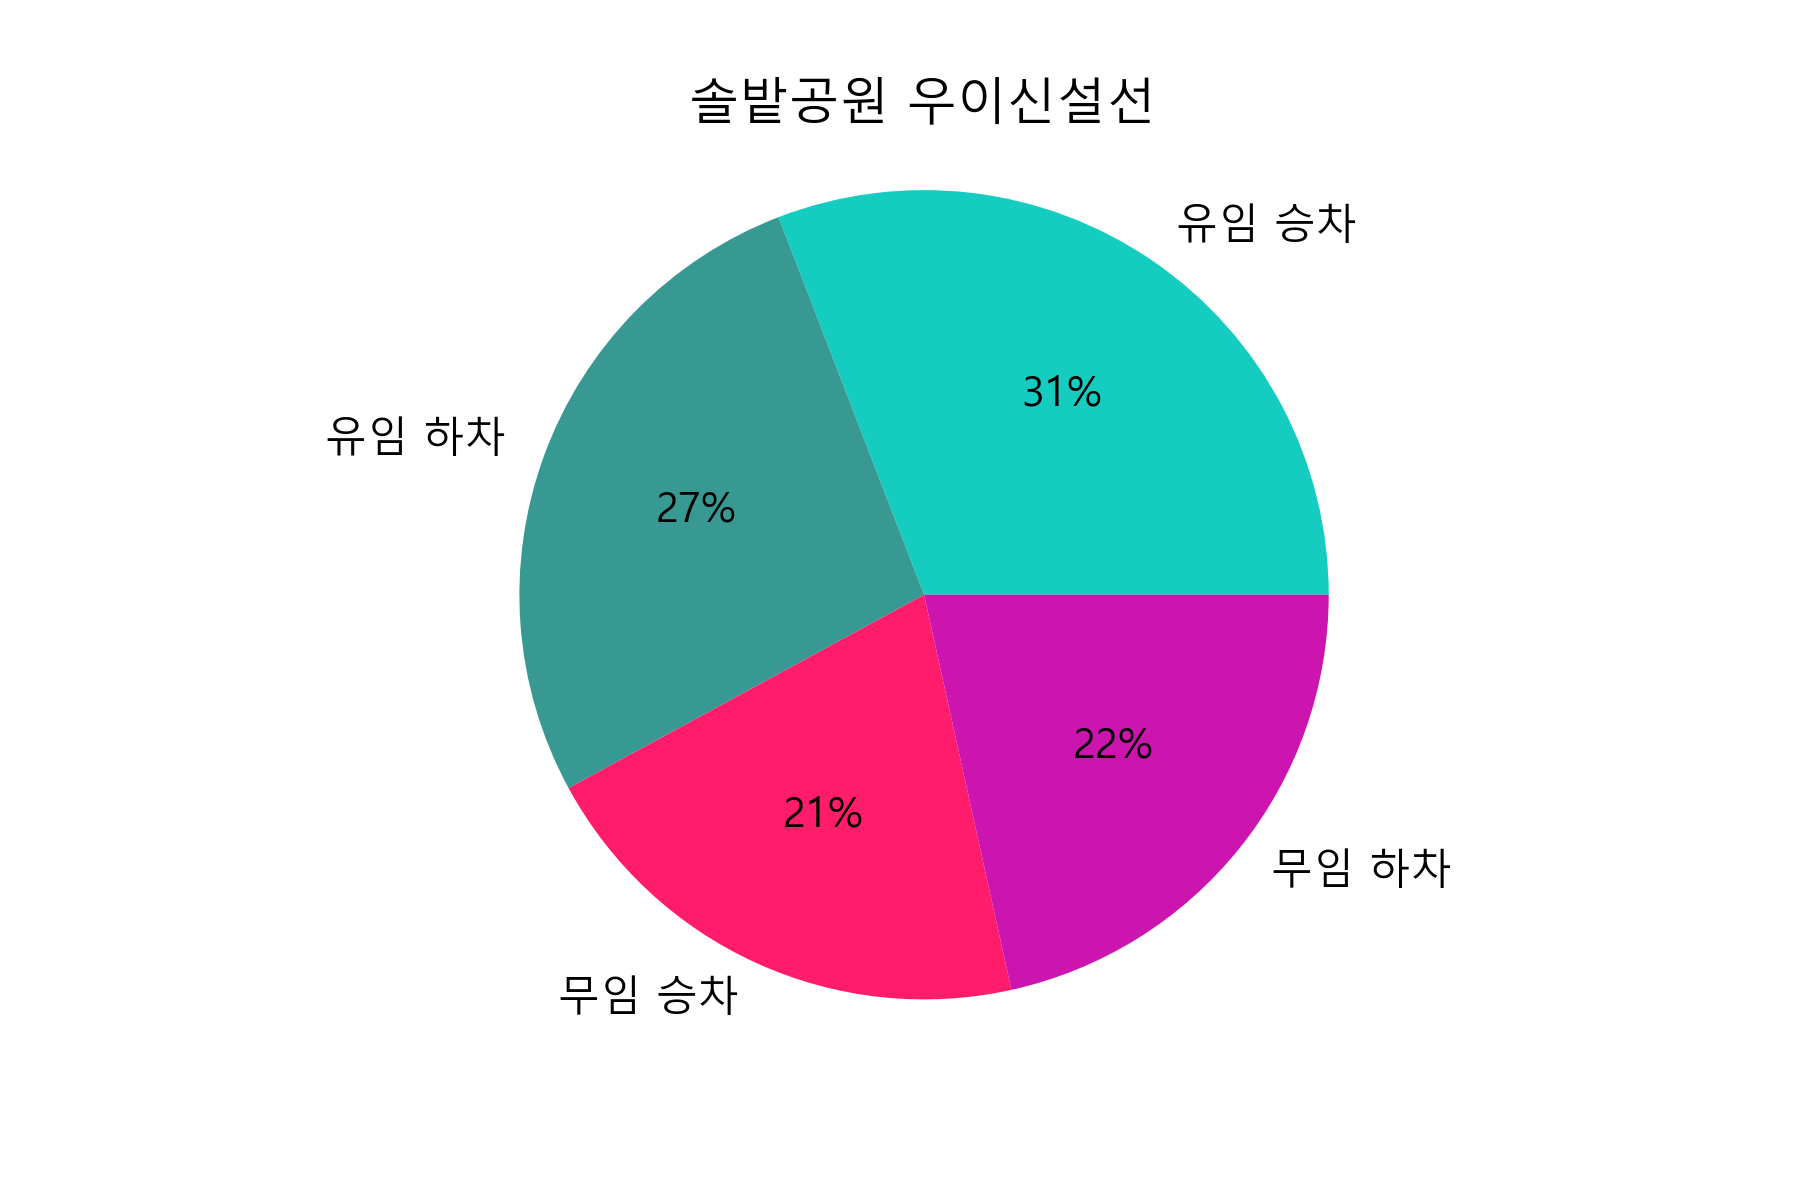 솔밭공원 우이신설선
유임 승차
31%
유임 하차
27%
22%
21%
무임 하차
무임 승차